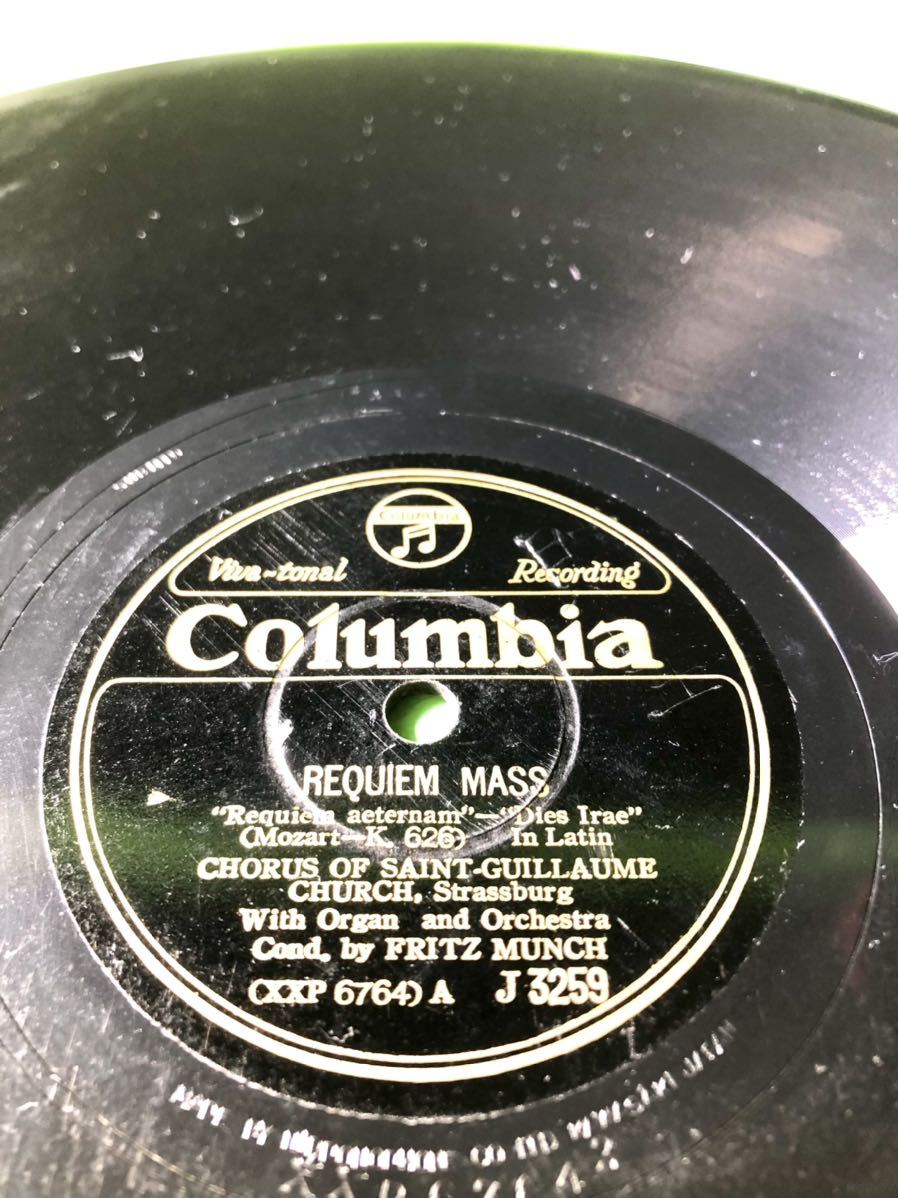 Columbia
Viva-tonal Recording
Columbia
REQUIEM MASS
"Requiem aeternam"—"Dies Irae"
(Mozart—K. 626) In Latin
CHORUS OF SAINT-GUILLAUME
CHURCH, Strassburg
With Organ and Orchestra
Cond. by FRITZ MUNCH
(XXP 6764) A J 3259